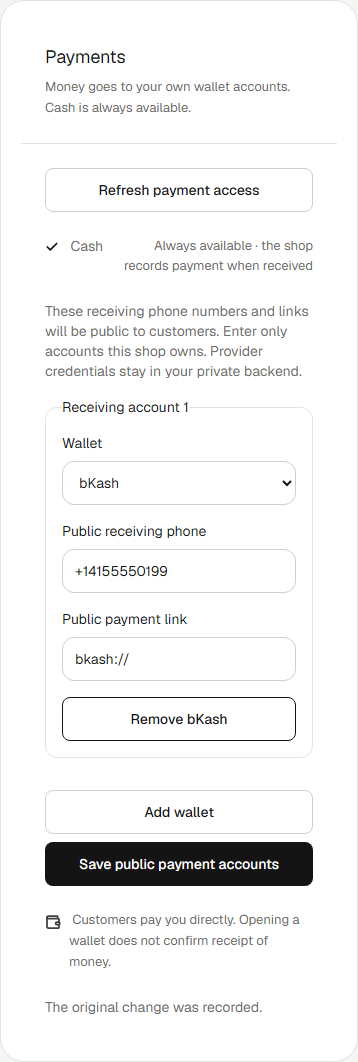 Payments
Money goes to your own wallet accounts.
Cash is always available.
Refresh payment access
Cash
Always available · the shop
records payment when received
These receiving phone numbers and links
will be public to customers. Enter only
accounts this shop owns. Provider
credentials stay in your private backend.
Receiving account 1
Wallet
bKash
Public receiving phone
+14155550199
Public payment link
bkash://
Remove bKash
Add wallet
Save public payment accounts
Customers pay you directly. Opening a
wallet does not confirm receipt of
money.
The original change was recorded.